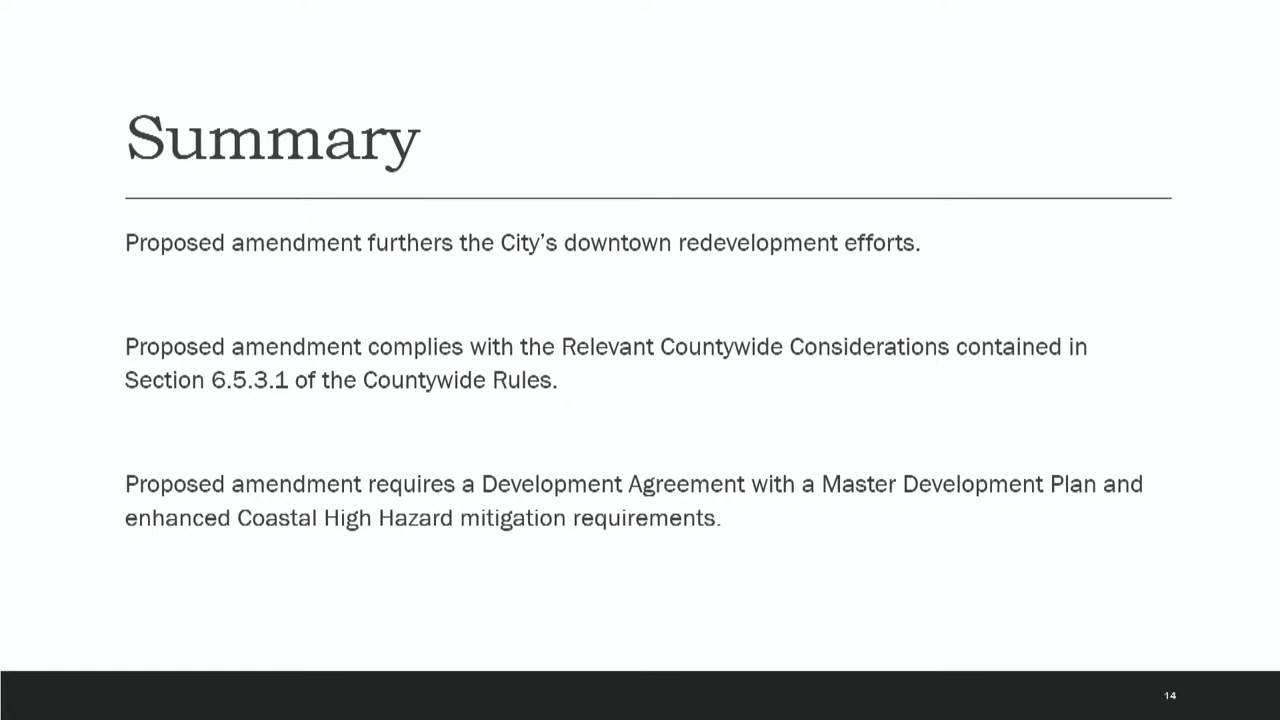 Summary
Proposed amendment furthers the City’s downtown redevelopment efforts.
Proposed amendment complies with the Relevant Countywide Considerations contained in
Section 6.5.3.1 of the Countywide Rules.
Proposed amendment requires a Development Agreement with a Master Development Plan and
enhanced Coastal High Hazard mitigation requirements.
14